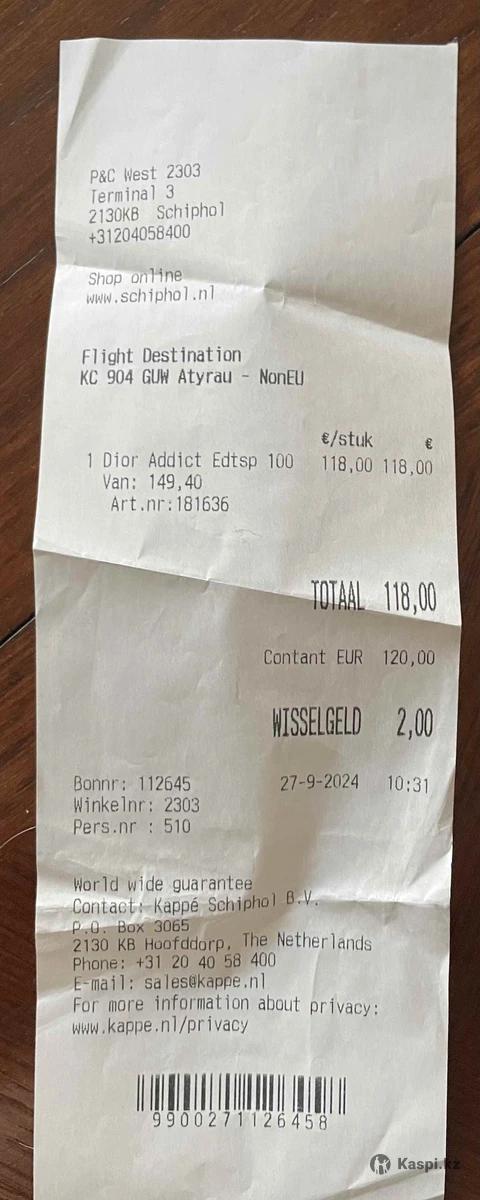 P&C West 2303
Terminal 3
2130KB Schiphol
+31204058400
Shop online
www.schiphol.nl
Flight Destination
KC 904 GUW Atyrau - NonEU
€/stuk €
1 Dior Addict Edtsp 100 118,00 118,00
Van: 149,40
Art.nr:181636
TOTAAL 118,00
Contant EUR 120,00
WISSELGELD 2,00
Bonnr: 112645 27-9-2024 10:31
Winkelnr: 2303
Pers.nr : 510
World wide guarantee
Contact: Kappé Schiphol B.V.
P.O. Box 3065
2130 KB Hoofddorp, The Netherlands
Phone: +31 20 40 58 400
E-mail: sales@kappe.nl
For more information about privacy:
www.kappe.nl/privacy
9900271126458
Kaspi.kz